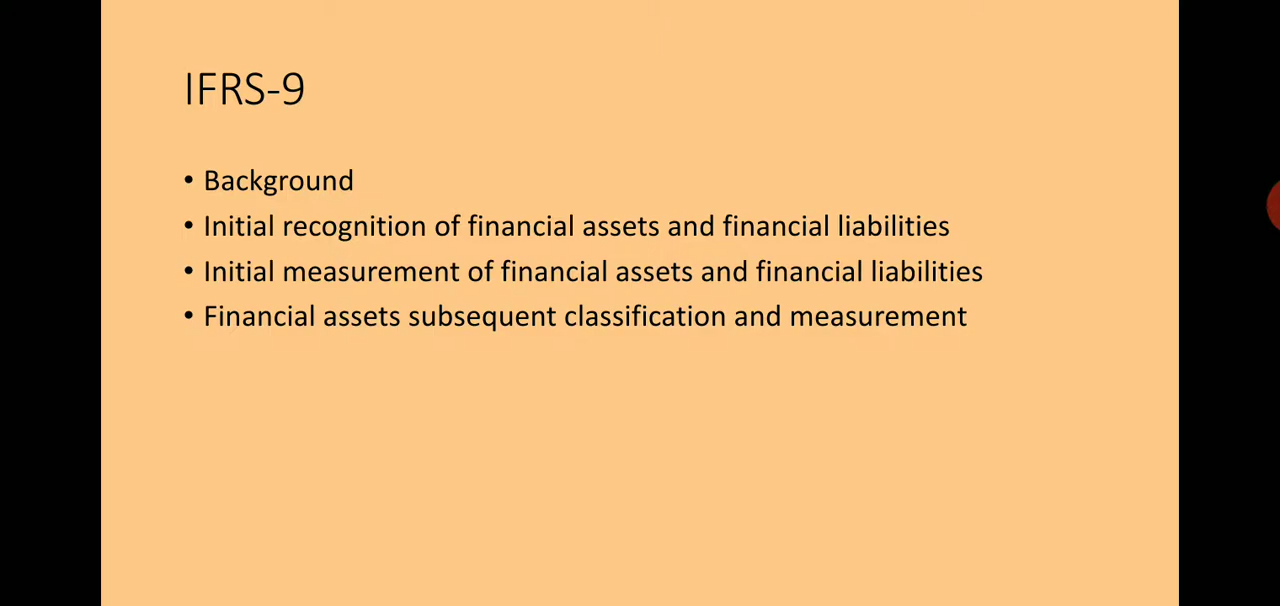 IFRS-9
• Background
• Initial recognition of financial assets and financial liabilities
• Initial measurement of financial assets and financial liabilities
• Financial assets subsequent classification and measurement